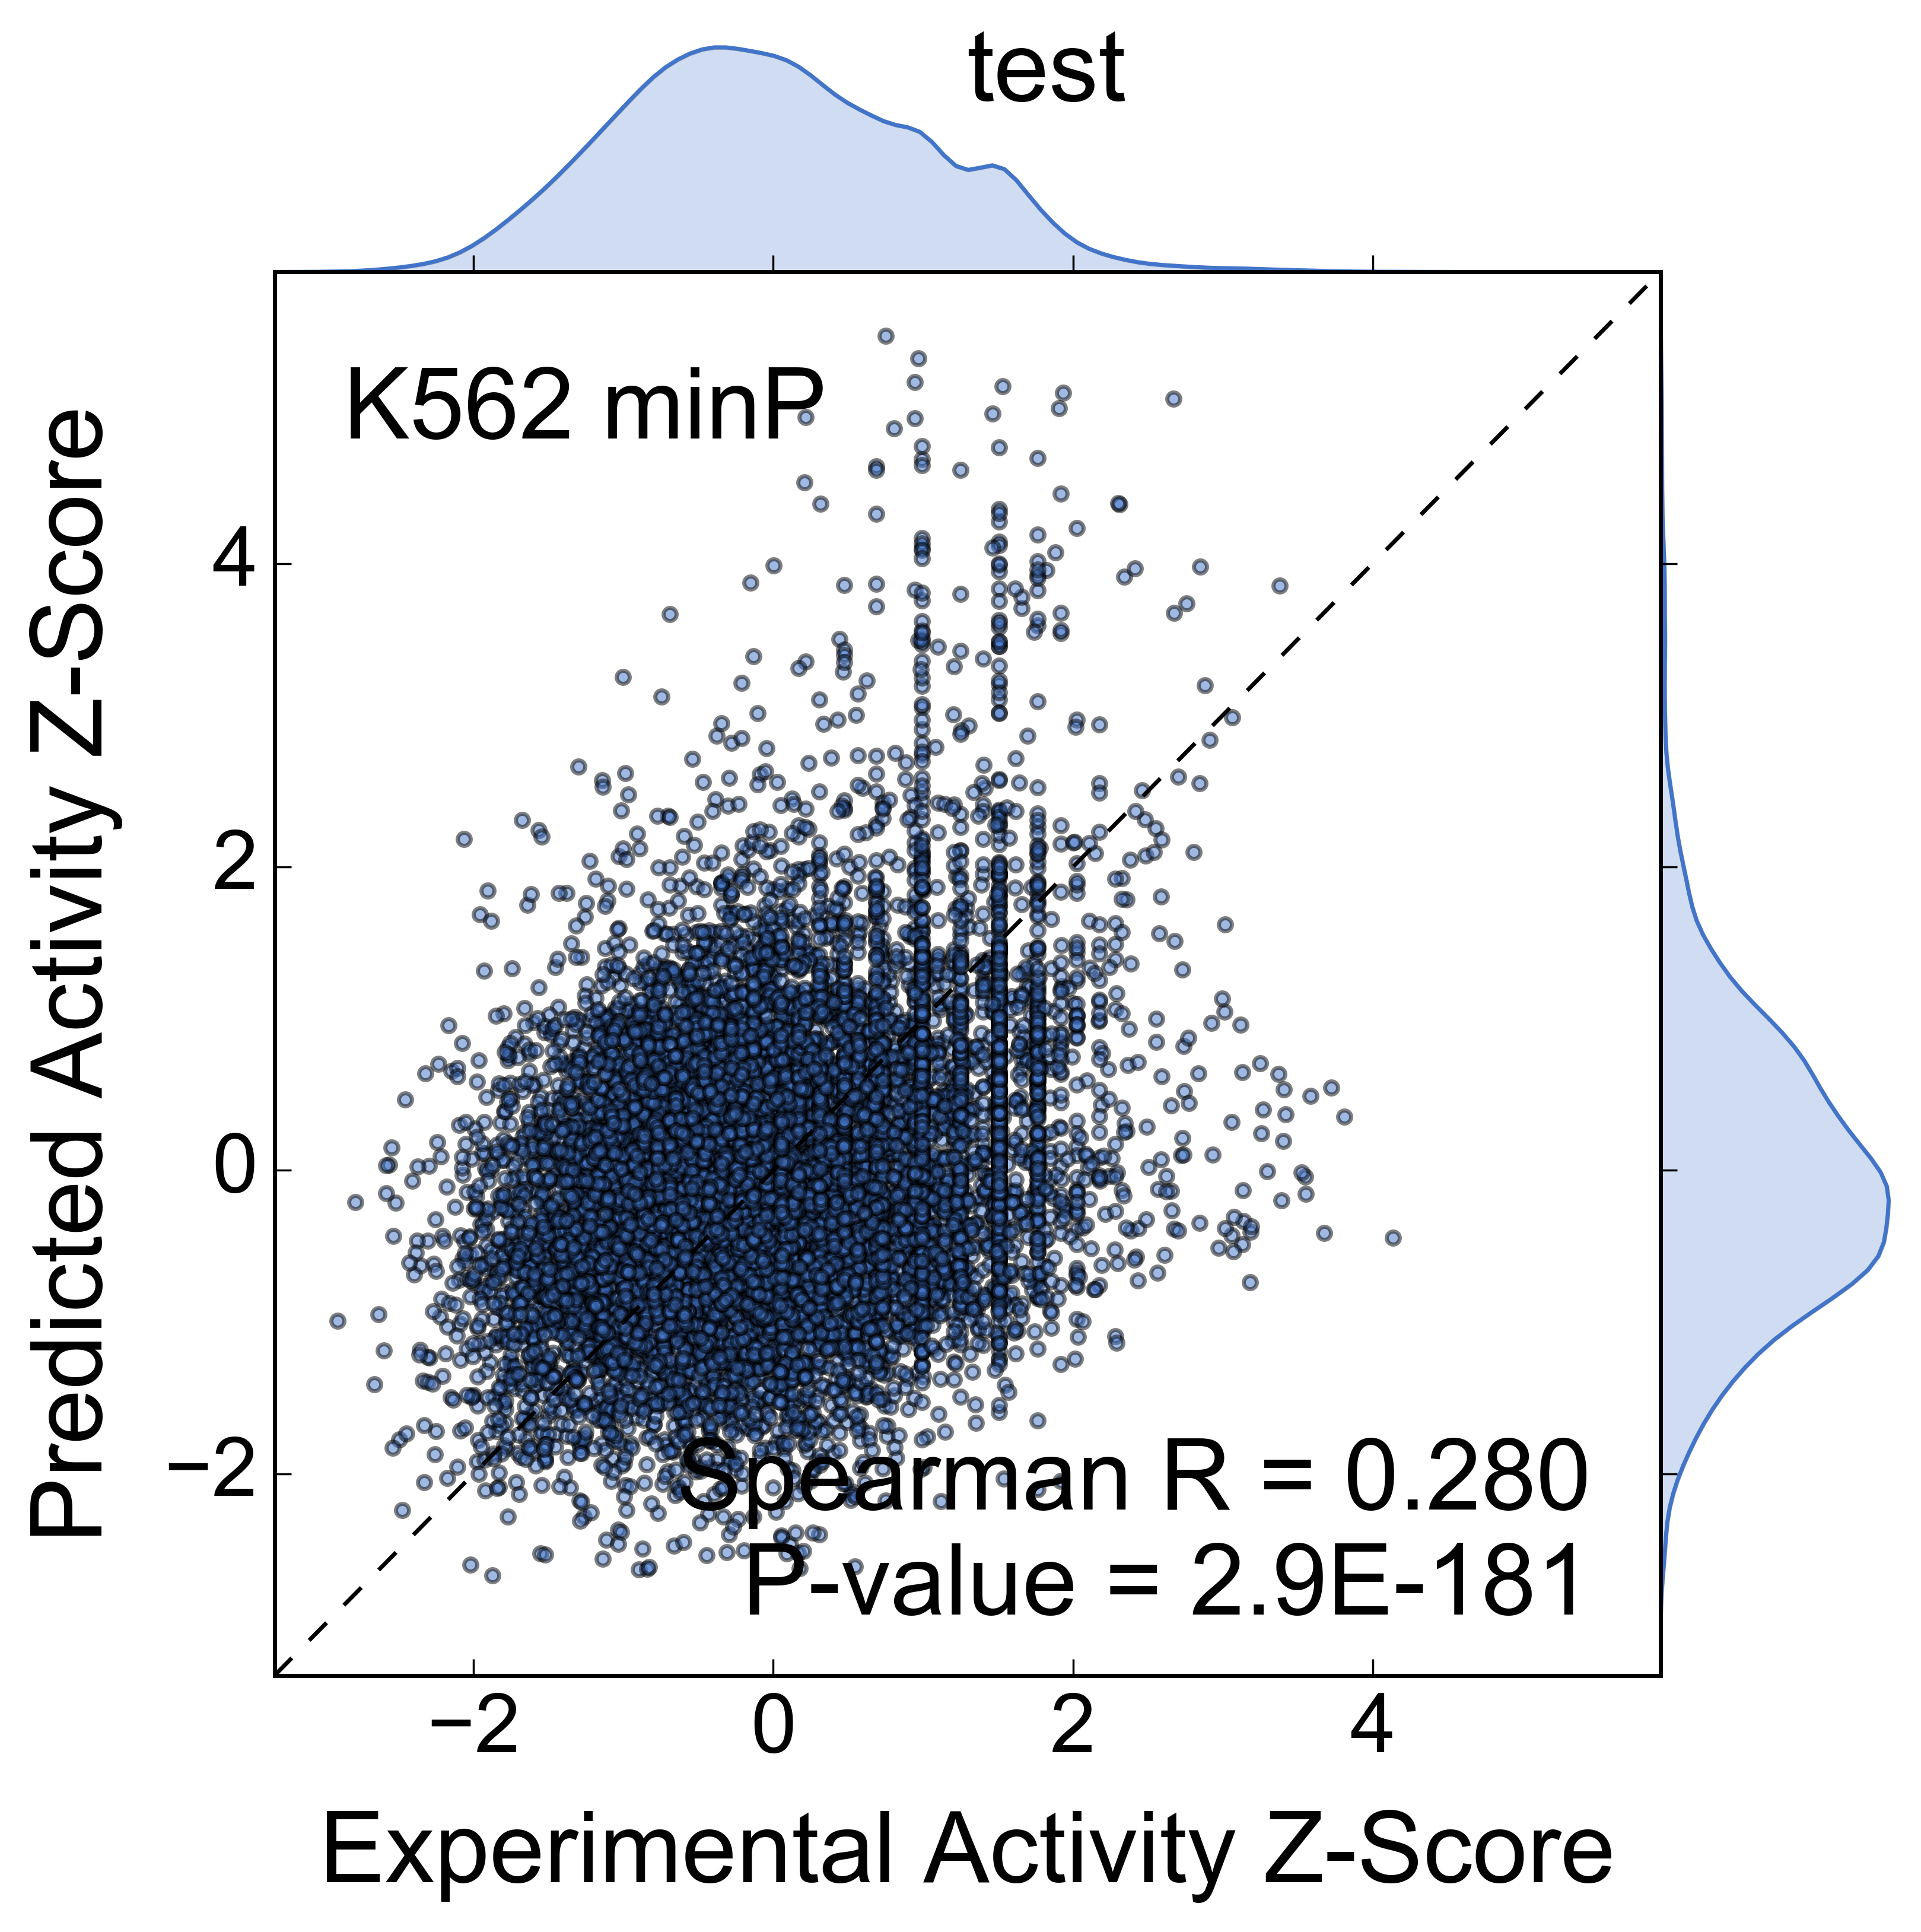 test
K562 minP
Predicted Activity Z-Score
4
2
0
−2
Spearman R = 0.280
P-value = 2.9E-181
−2 0 2 4
Experimental Activity Z-Score